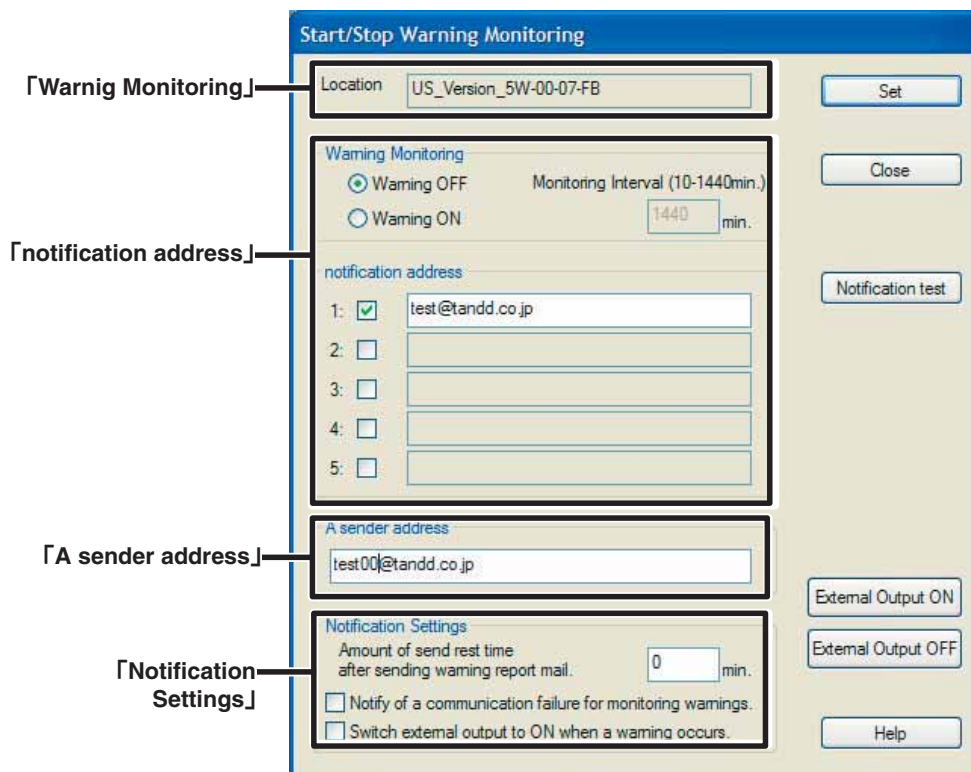 Start/Stop Warning Monitoring
「Warnig Monitoring」
Location US_Version_5W-00-07-FB
Set
Warning Monitoring
Close
Warning OFF Monitoring Interval (10-1440min.)
Warning ON 1440 min.
「notification address」
notification address
Notification test
1: test@tandd.co.jp
2:
3:
4:
5:
A sender address
「A sender address」
test00@tandd.co.jp
External Output ON
Notification Settings
External Output OFF
Amount of send rest time
after sending warning report mail. 0 min.
「Notification
Settings」
Notify of a communication failure for monitoring warnings.
Switch external output to ON when a warning occurs.
Help